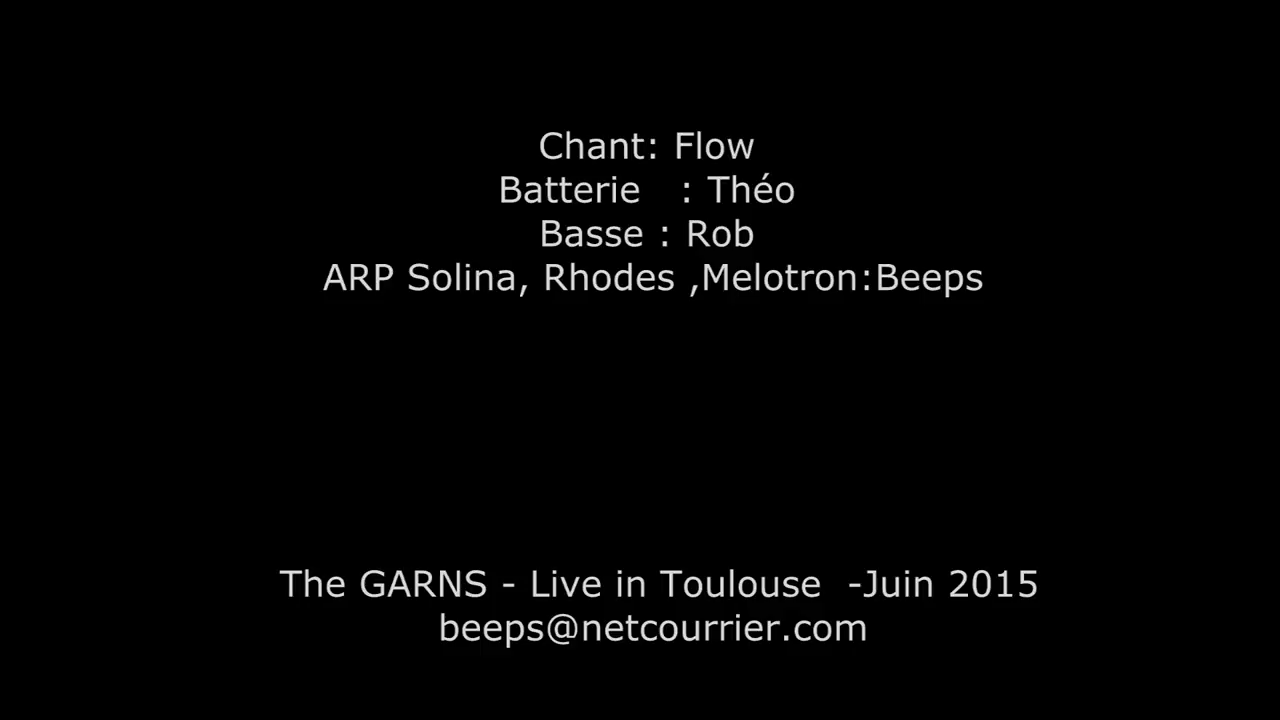 Chant: Flow
Batterie   : Théo
Basse : Rob
ARP Solina, Rhodes ,Melotron:Beeps
The GARNS - Live in Toulouse  -Juin 2015
beeps@netcourrier.com